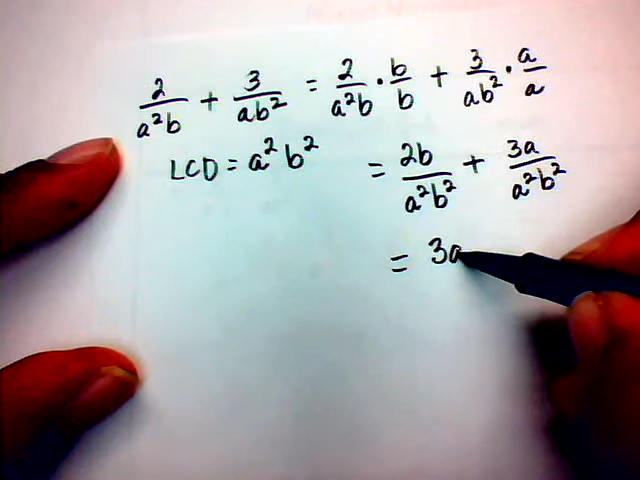 2/a²b + 3/ab² = 2/a²b · b/b + 3/ab² · a/a
LCD = a²b² = 2b/a²b² + 3a/a²b²
= 3a